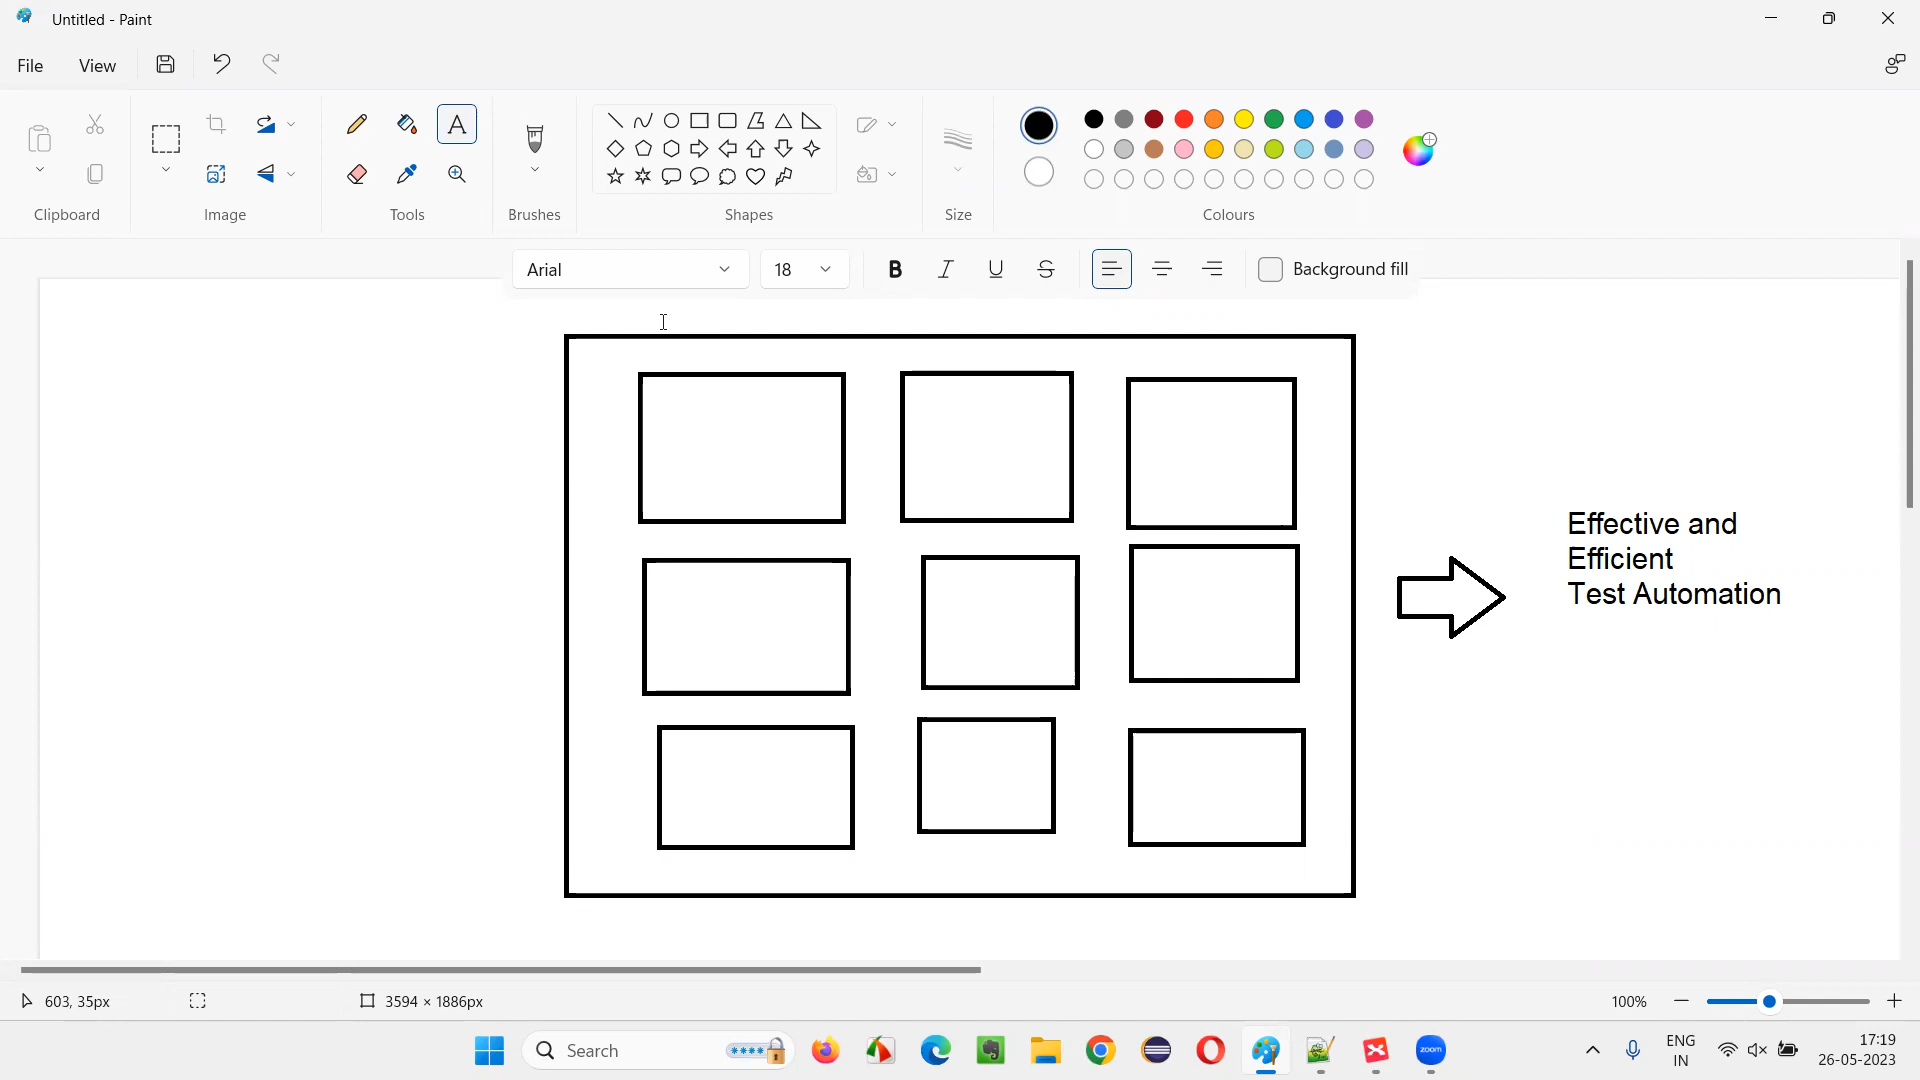 Untitled - Paint
File View
Clipboard Image Tools Brushes Shapes Size Colours
Arial 18 B I U S Background fill
Effective and
Efficient
Test Automation
603, 35px 3594 × 1886px 100%
Search zoom ENG 17:19
IN 26-05-2023